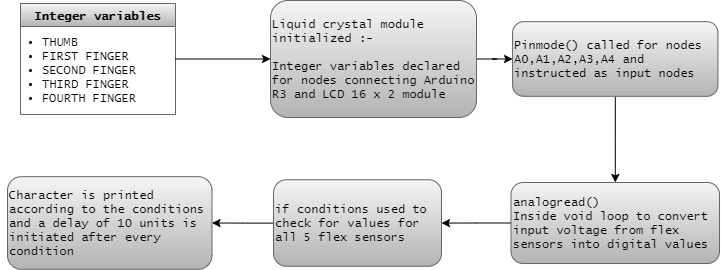 Integer variables
• THUMB
• FIRST FINGER
• SECOND FINGER
• THIRD FINGER
• FOURTH FINGER
Liquid crystal module
initialized :-
Integer variables declared
for nodes connecting Arduino
R3 and LCD 16 x 2 module
Pinmode() called for nodes
A0,A1,A2,A3,A4 and
instructed as input nodes
analogread()
Inside void loop to convert
input voltage from flex
sensors into digital values
if conditions used to
check for values for
all 5 flex sensors
Character is printed
according to the conditions
and a delay of 10 units is
initiated after every
condition